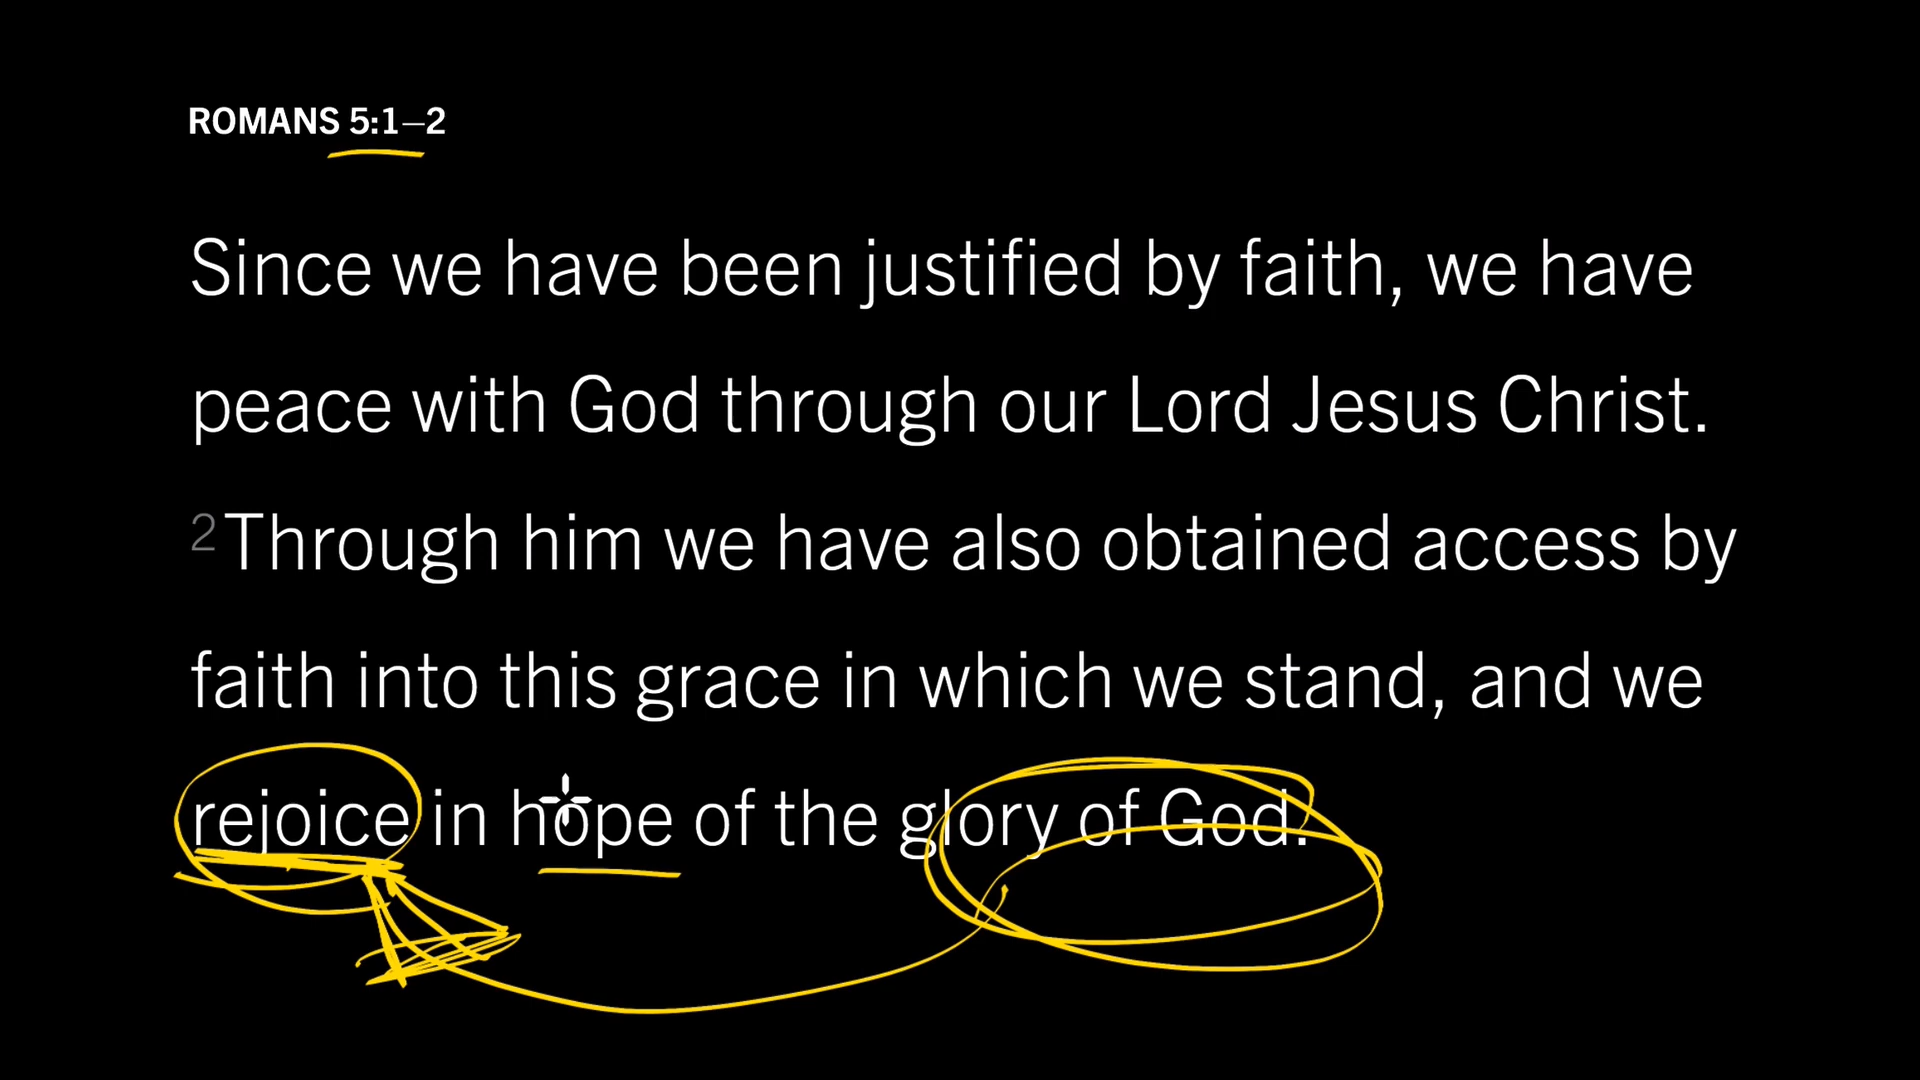 ROMANS 5:1–2
Since we have been justified by faith, we have
peace with God through our Lord Jesus Christ.
2 Through him we have also obtained access by
faith into this grace in which we stand, and we
rejoice in hope of the glory of God.